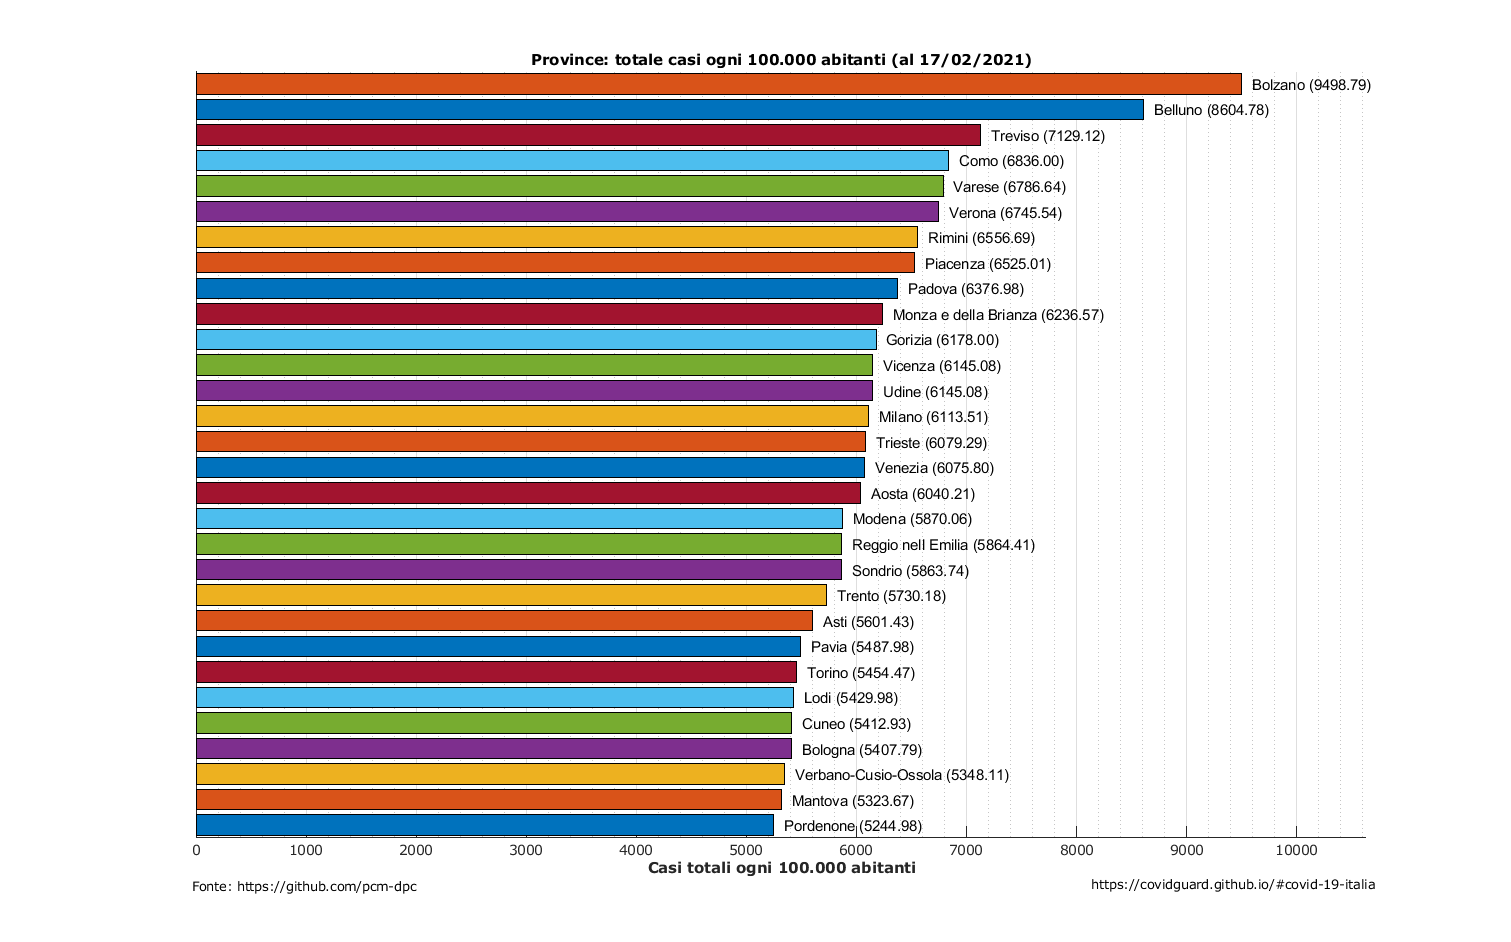 Province: totale casi ogni 100.000 abitanti (al 17/02/2021)
Bolzano (9498.79)
Belluno (8604.78)
Treviso (7129.12)
Como (6836.00)
Varese (6786.64)
Verona (6745.54)
Rimini (6556.69)
Piacenza (6525.01)
Padova (6376.98)
Monza e della Brianza (6236.57)
Gorizia (6178.00)
Vicenza (6145.08)
Udine (6145.08)
Milano (6113.51)
Trieste (6079.29)
Venezia (6075.80)
Aosta (6040.21)
Modena (5870.06)
Reggio nell Emilia (5864.41)
Sondrio (5863.74)
Trento (5730.18)
Asti (5601.43)
Pavia (5487.98)
Torino (5454.47)
Lodi (5429.98)
Cuneo (5412.93)
Bologna (5407.79)
Verbano-Cusio-Ossola (5348.11)
Mantova (5323.67)
Pordenone (5244.98)
0 1000 2000 3000 4000 5000 6000 7000 8000 9000 10000
Casi totali ogni 100.000 abitanti
Fonte: https://github.com/pcm-dpc
https://covidguard.github.io/#covid-19-italia